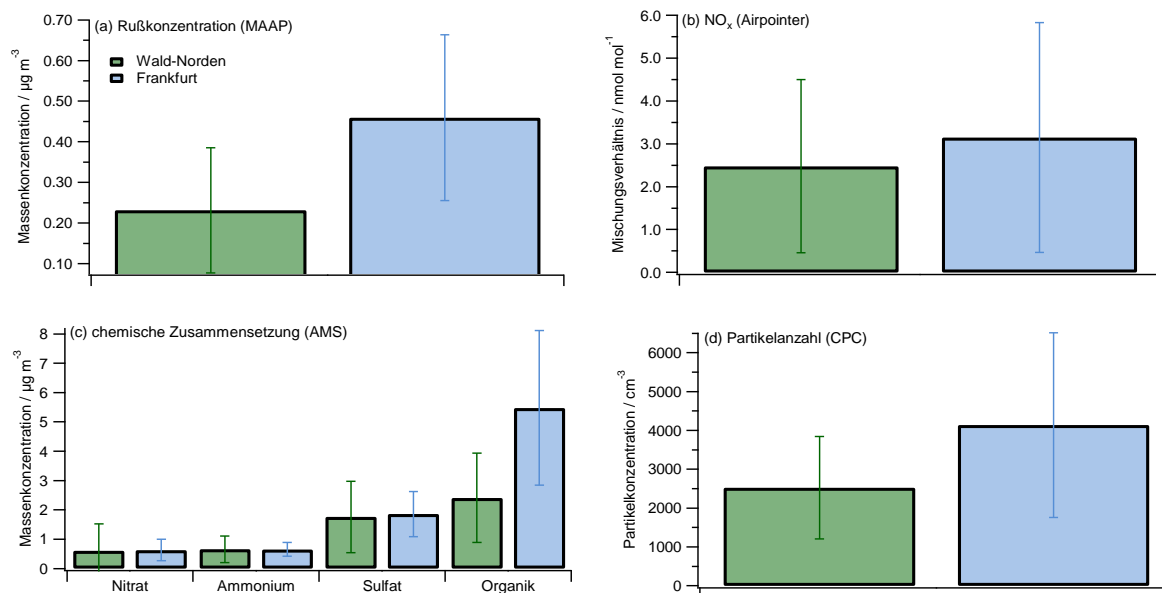 (a) Rußkonzentration (MAAP)
Wald-Norden
Frankfurt
Massenkonzentration / µg m-3
0.70
0.60
0.50
0.40
0.30
0.20
0.10
(b) NOx (Airpointer)
Mischungsverhältnis / nmol mol-1
6.0
5.0
4.0
3.0
2.0
1.0
0.0
(c) chemische Zusammensetzung (AMS)
Massenkonzentration / µg m-3
8
7
6
5
4
3
2
1
0
Nitrat Ammonium Sulfat Organik
(d) Partikelanzahl (CPC)
Partikelkonzentration / cm-3
6000
5000
4000
3000
2000
1000
0